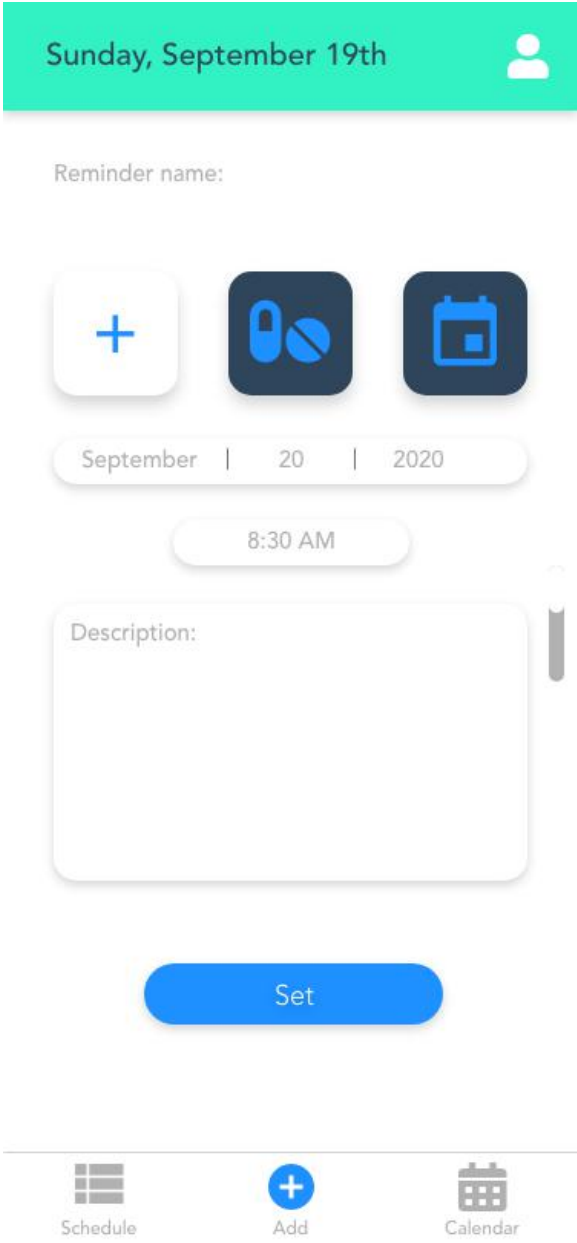 Sunday, September 19th
Reminder name:
September | 20 | 2020
8:30 AM
Description:
Set
Schedule Add Calendar